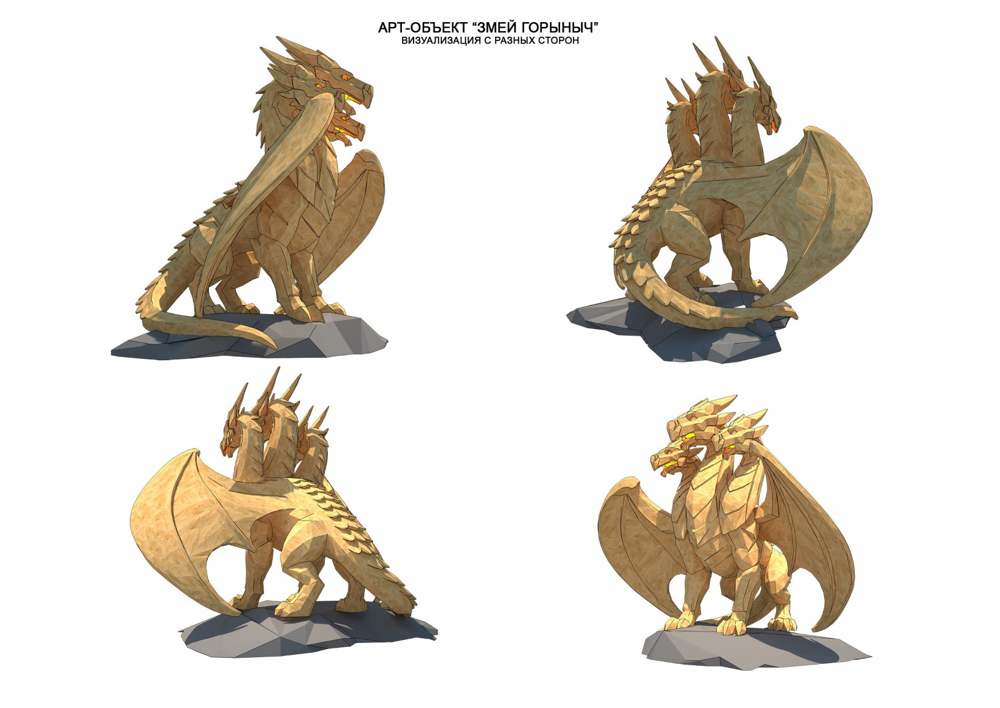 АРТ-ОБЪЕКТ “ЗМЕЙ ГОРЫНЫЧ”
ВИЗУАЛИЗАЦИЯ С РАЗНЫХ СТОРОН